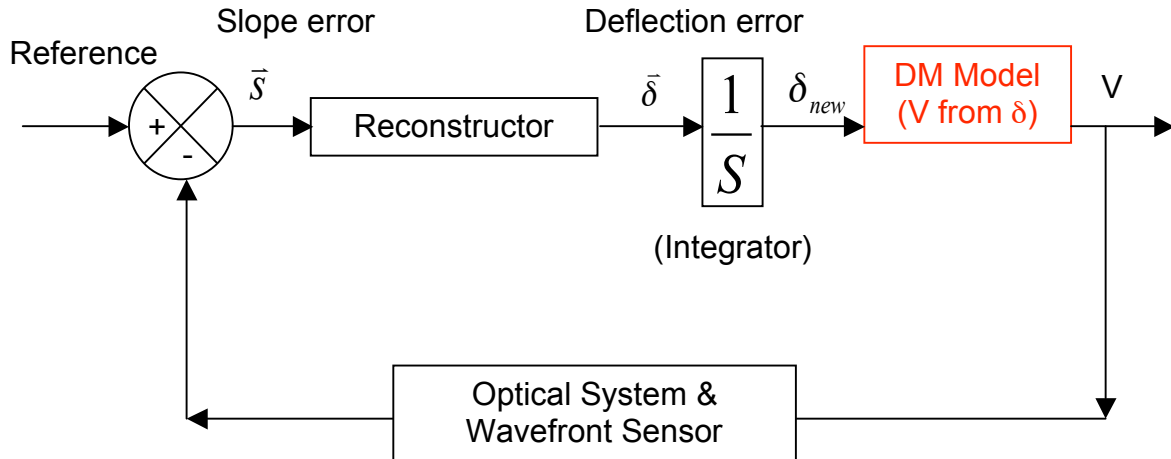 Slope error
Deflection error
Reference
s⃗
Reconstructor
δ⃗
1
S
(Integrator)
δnew
DM Model
(V from δ)
V
+
-
Optical System &
Wavefront Sensor